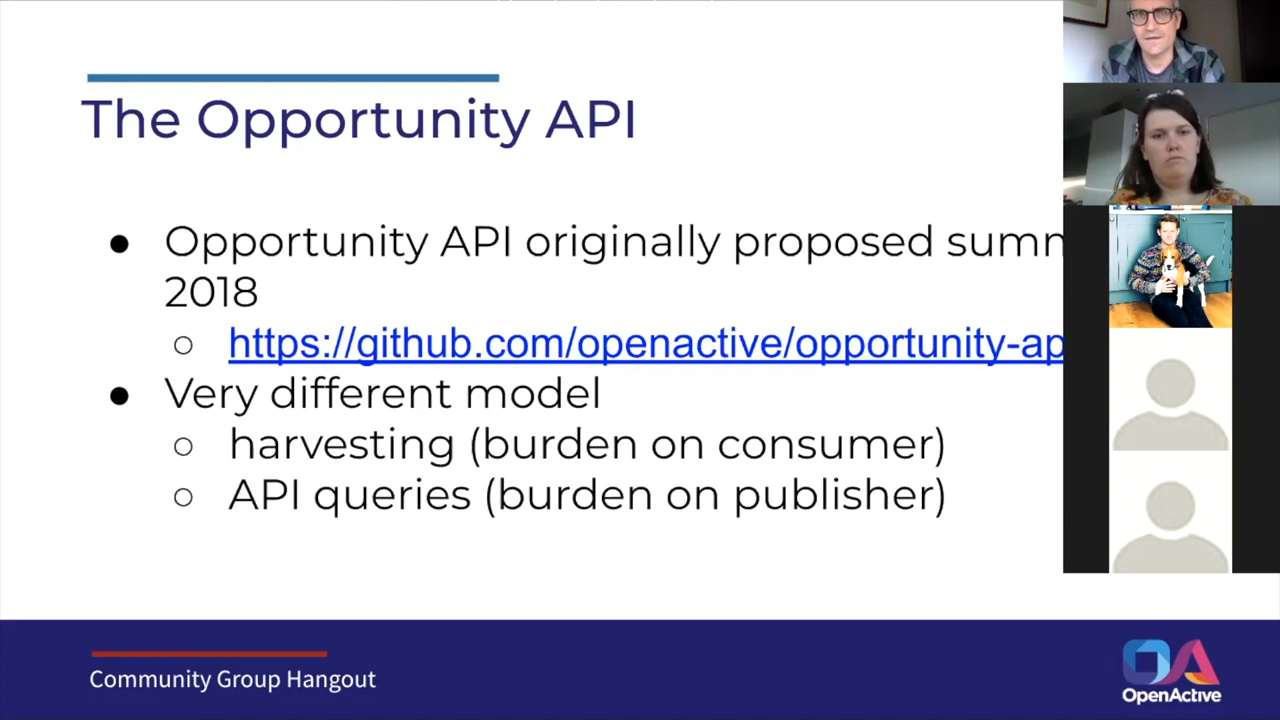 The Opportunity API
● Opportunity API originally proposed
2018
○ https://github.com/openactive/opportunity-ap
● Very different model
○ harvesting (burden on consumer)
○ API queries (burden on publisher)
Community Group Hangout
OpenActive